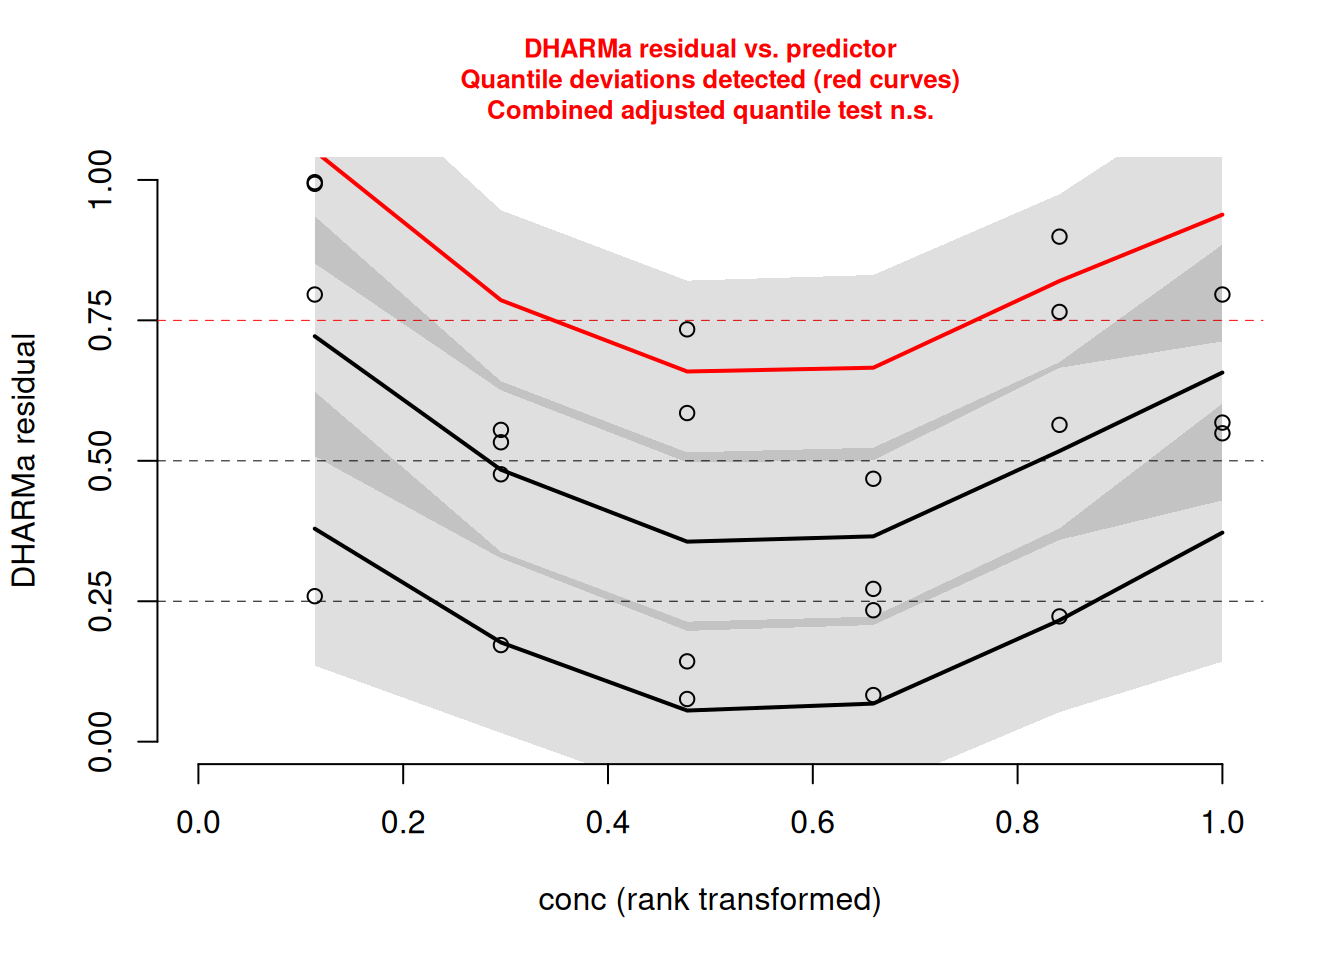 DHARMa residual vs. predictor
Quantile deviations detected (red curves)
Combined adjusted quantile test n.s.
DHARMa residual
1.00
0.75
0.50
0.25
0.00
0.0 0.2 0.4 0.6 0.8 1.0
conc (rank transformed)